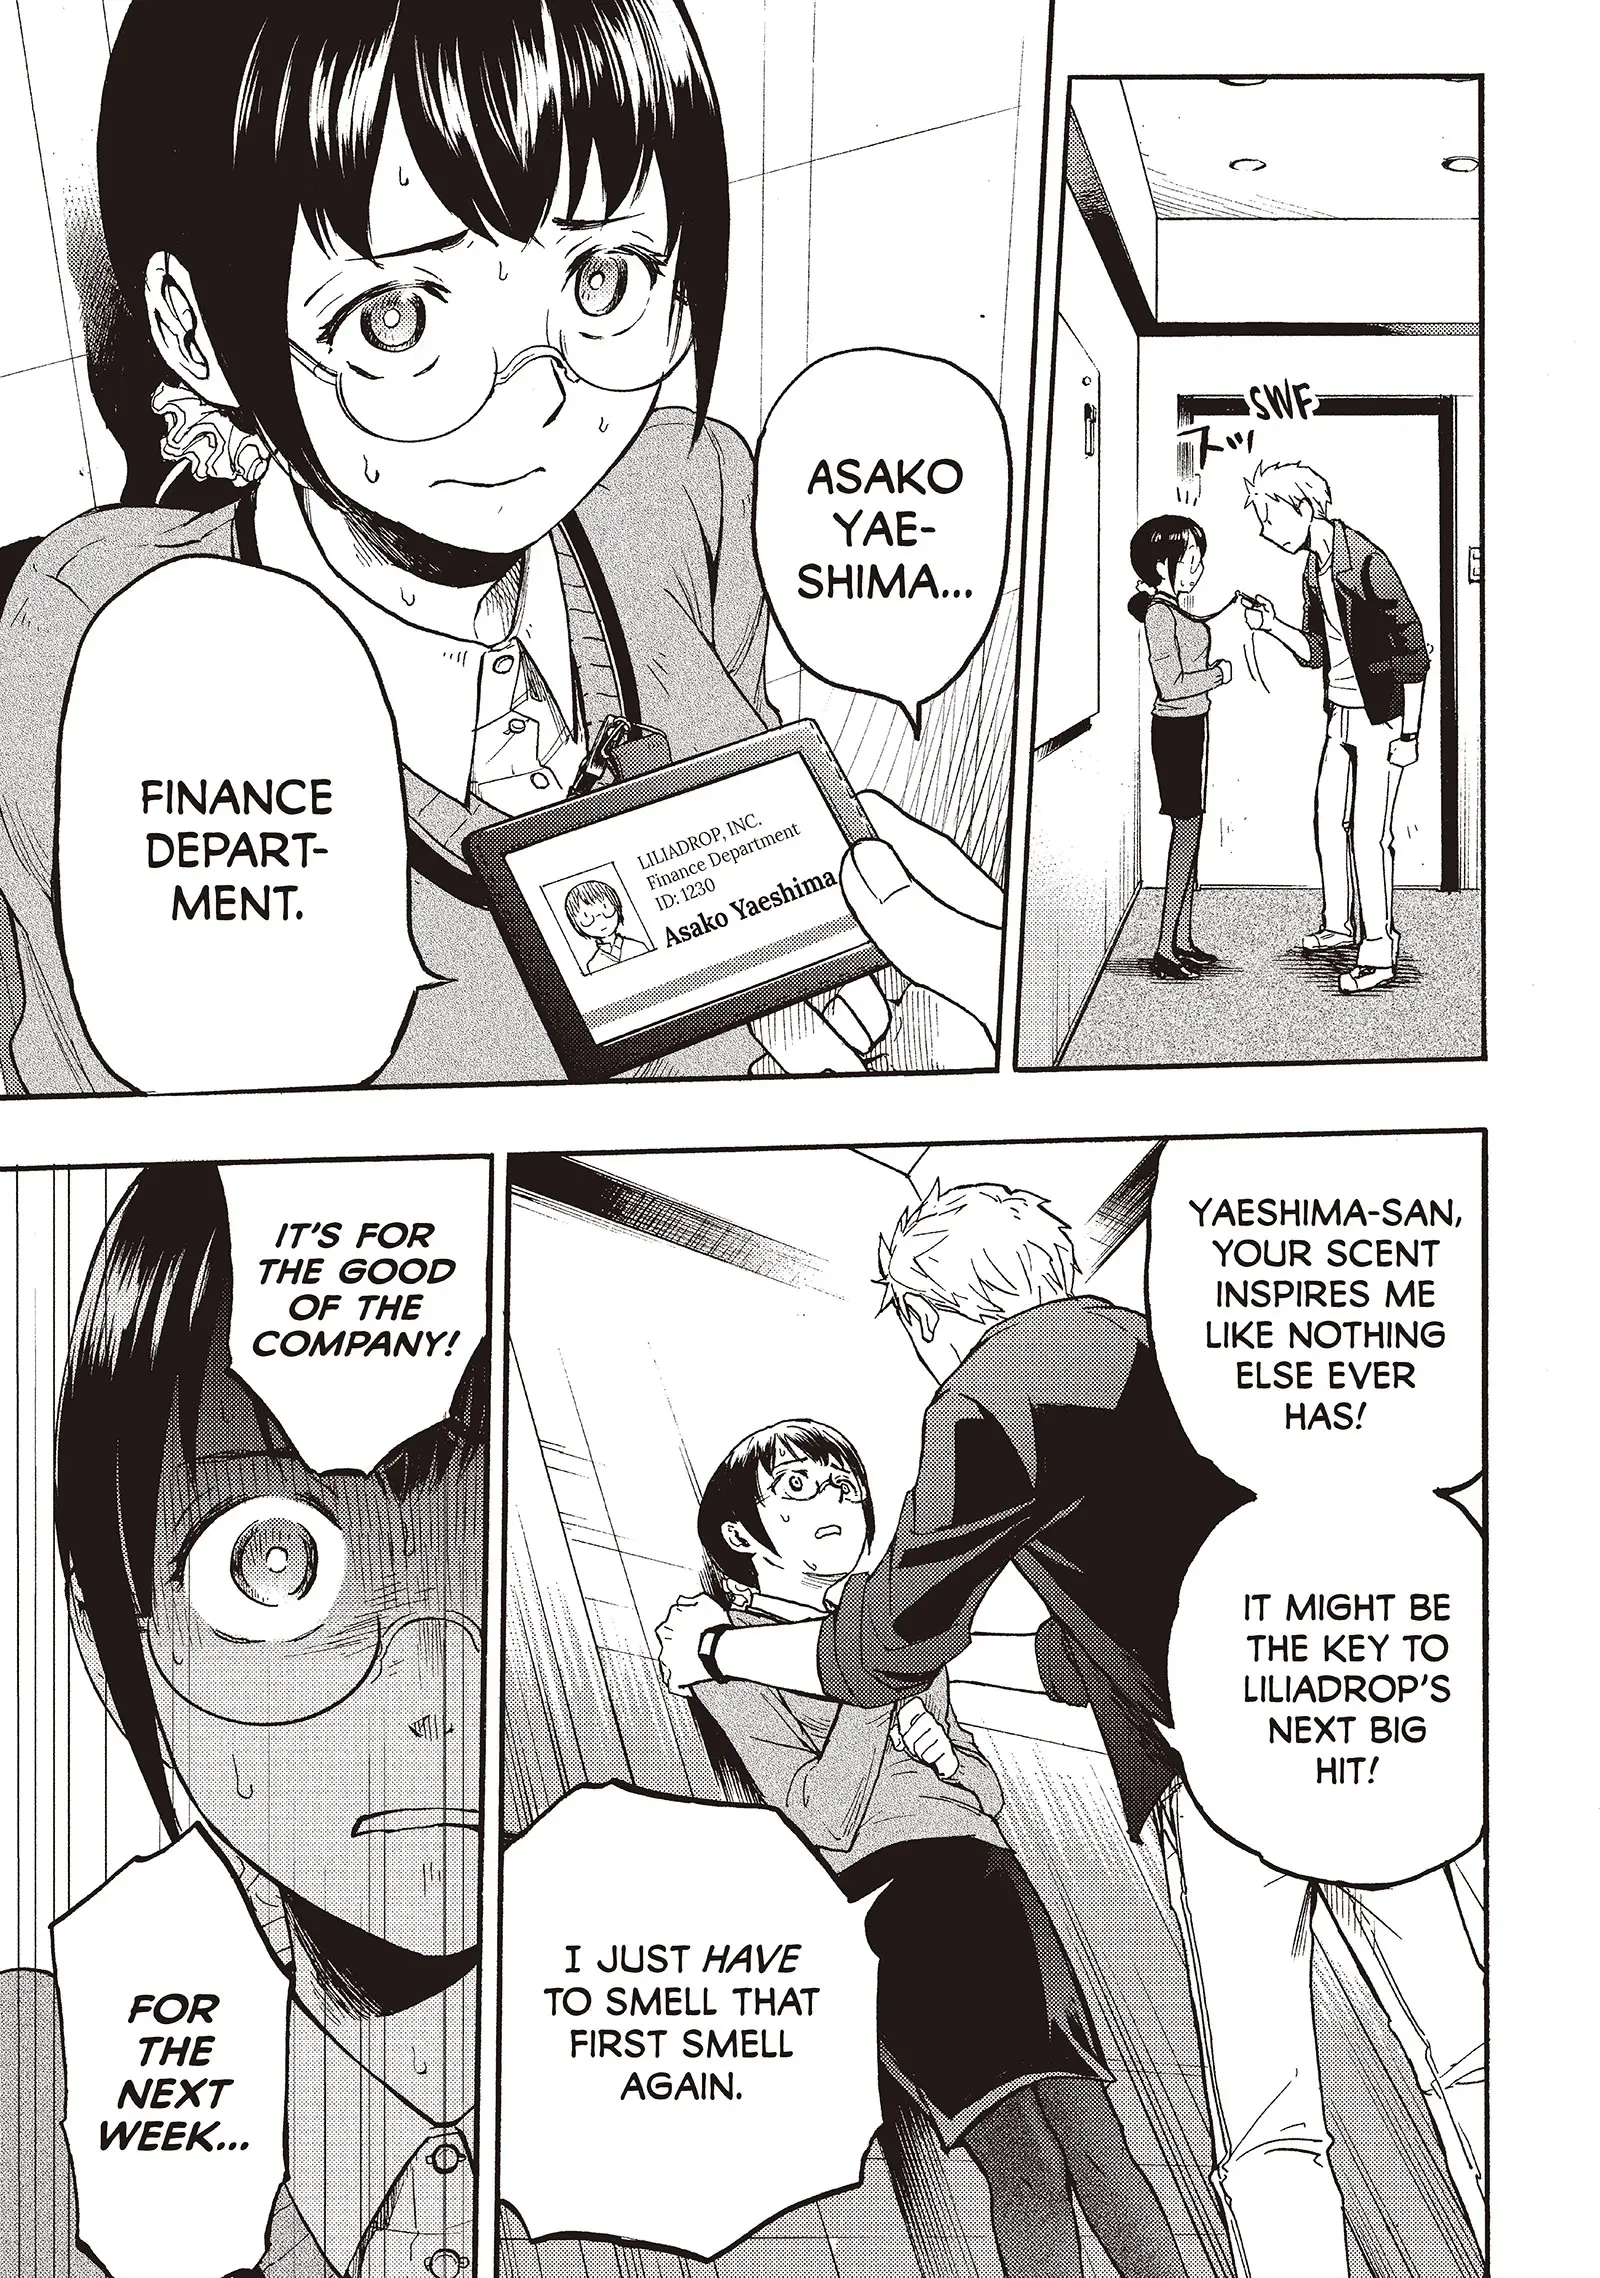 SWF
スッ
ASAKO
YAE-
SHIMA...
FINANCE
DEPART-
MENT.
LILIADROP, INC.
Finance Department
ID: 1230
Asako Yaeshima
YAESHIMA-SAN,
YOUR SCENT
INSPIRES ME
LIKE NOTHING
ELSE EVER
HAS!
IT MIGHT BE
THE KEY TO
LILIADROP'S
NEXT BIG
HIT!
I JUST HAVE
TO SMELL THAT
FIRST SMELL
AGAIN.
IT'S FOR
THE GOOD
OF THE
COMPANY!
FOR
THE
NEXT
WEEK...